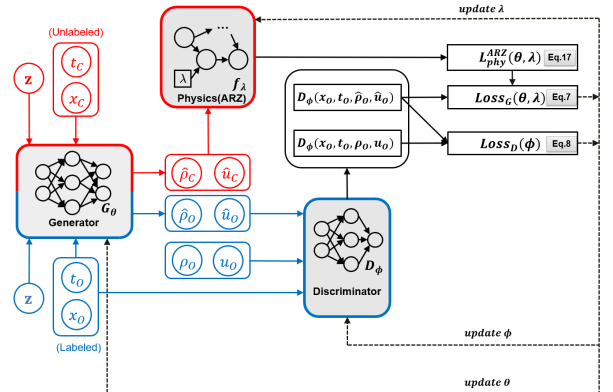 update λ
(Unlabeled)
t_C
x_C
z
...
λ
f_λ
Physics(ARZ)
L^{ARZ}_{phy}(θ, λ) Eq.17
D_ϕ(x_O, t_O, ρ̂_O, û_O)
Loss_G(θ, λ) Eq.7
D_ϕ(x_O, t_O, ρ_O, u_O)
Loss_D(ϕ) Eq.8
G_θ
Generator
ρ̂_C û_C
ρ̂_O û_O
ρ_O u_O
D_ϕ
Discriminator
z
t_O
x_O
(Labeled)
update ϕ
update θ